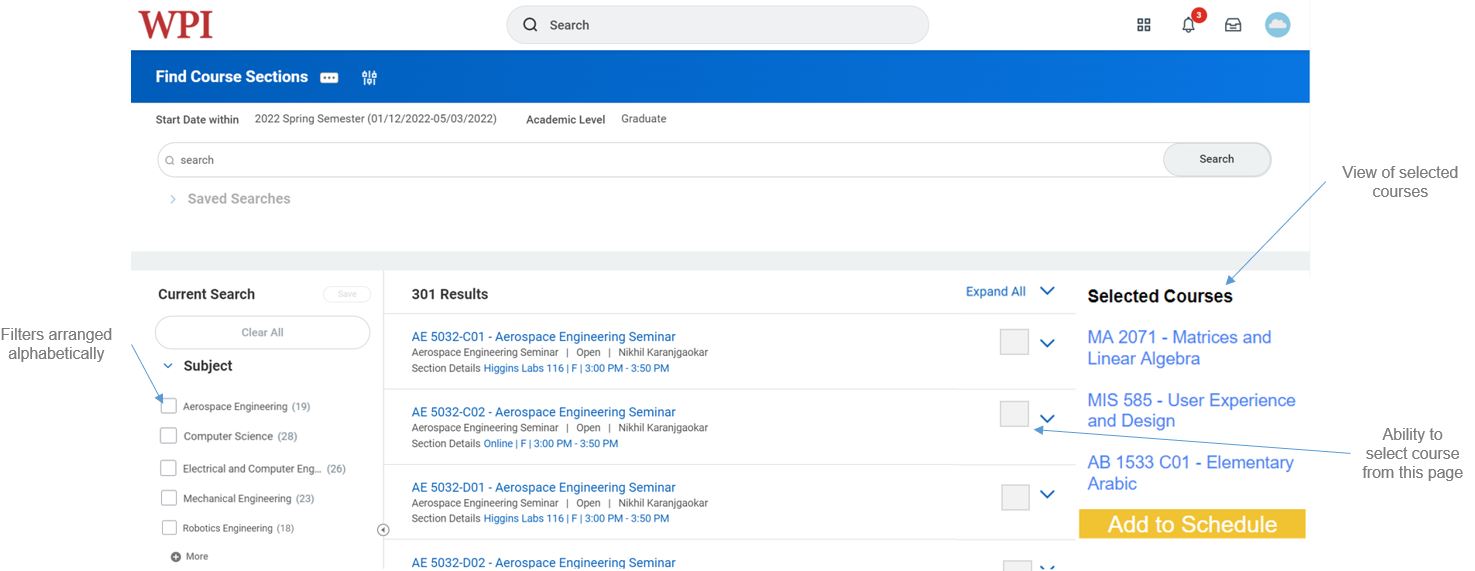 WPI
Search
3
Find Course Sections
Start Date within 2022 Spring Semester (01/12/2022-05/03/2022) Academic Level Graduate
search
Search
Saved Searches
View of selected
courses
Current Search
Save
Clear All
Filters arranged
alphabetically
Subject
Aerospace Engineering (19)
Computer Science (28)
Electrical and Computer Eng... (26)
Mechanical Engineering (23)
Robotics Engineering (18)
More
301 Results
Expand All
AE 5032-C01 - Aerospace Engineering Seminar
Aerospace Engineering Seminar | Open | Nikhil Karanjgaokar
Section Details Higgins Labs 116 | F | 3:00 PM - 3:50 PM
AE 5032-C02 - Aerospace Engineering Seminar
Aerospace Engineering Seminar | Open | Nikhil Karanjgaokar
Section Details Online | F | 3:00 PM - 3:50 PM
AE 5032-D01 - Aerospace Engineering Seminar
Aerospace Engineering Seminar | Open | Nikhil Karanjgaokar
Section Details Higgins Labs 116 | F | 3:00 PM - 3:50 PM
AE 5032-D02 - Aerospace Engineering Seminar
Selected Courses
MA 2071 - Matrices and
Linear Algebra
MIS 585 - User Experience
and Design
AB 1533 C01 - Elementary
Arabic
Add to Schedule
Ability to
select course
from this page